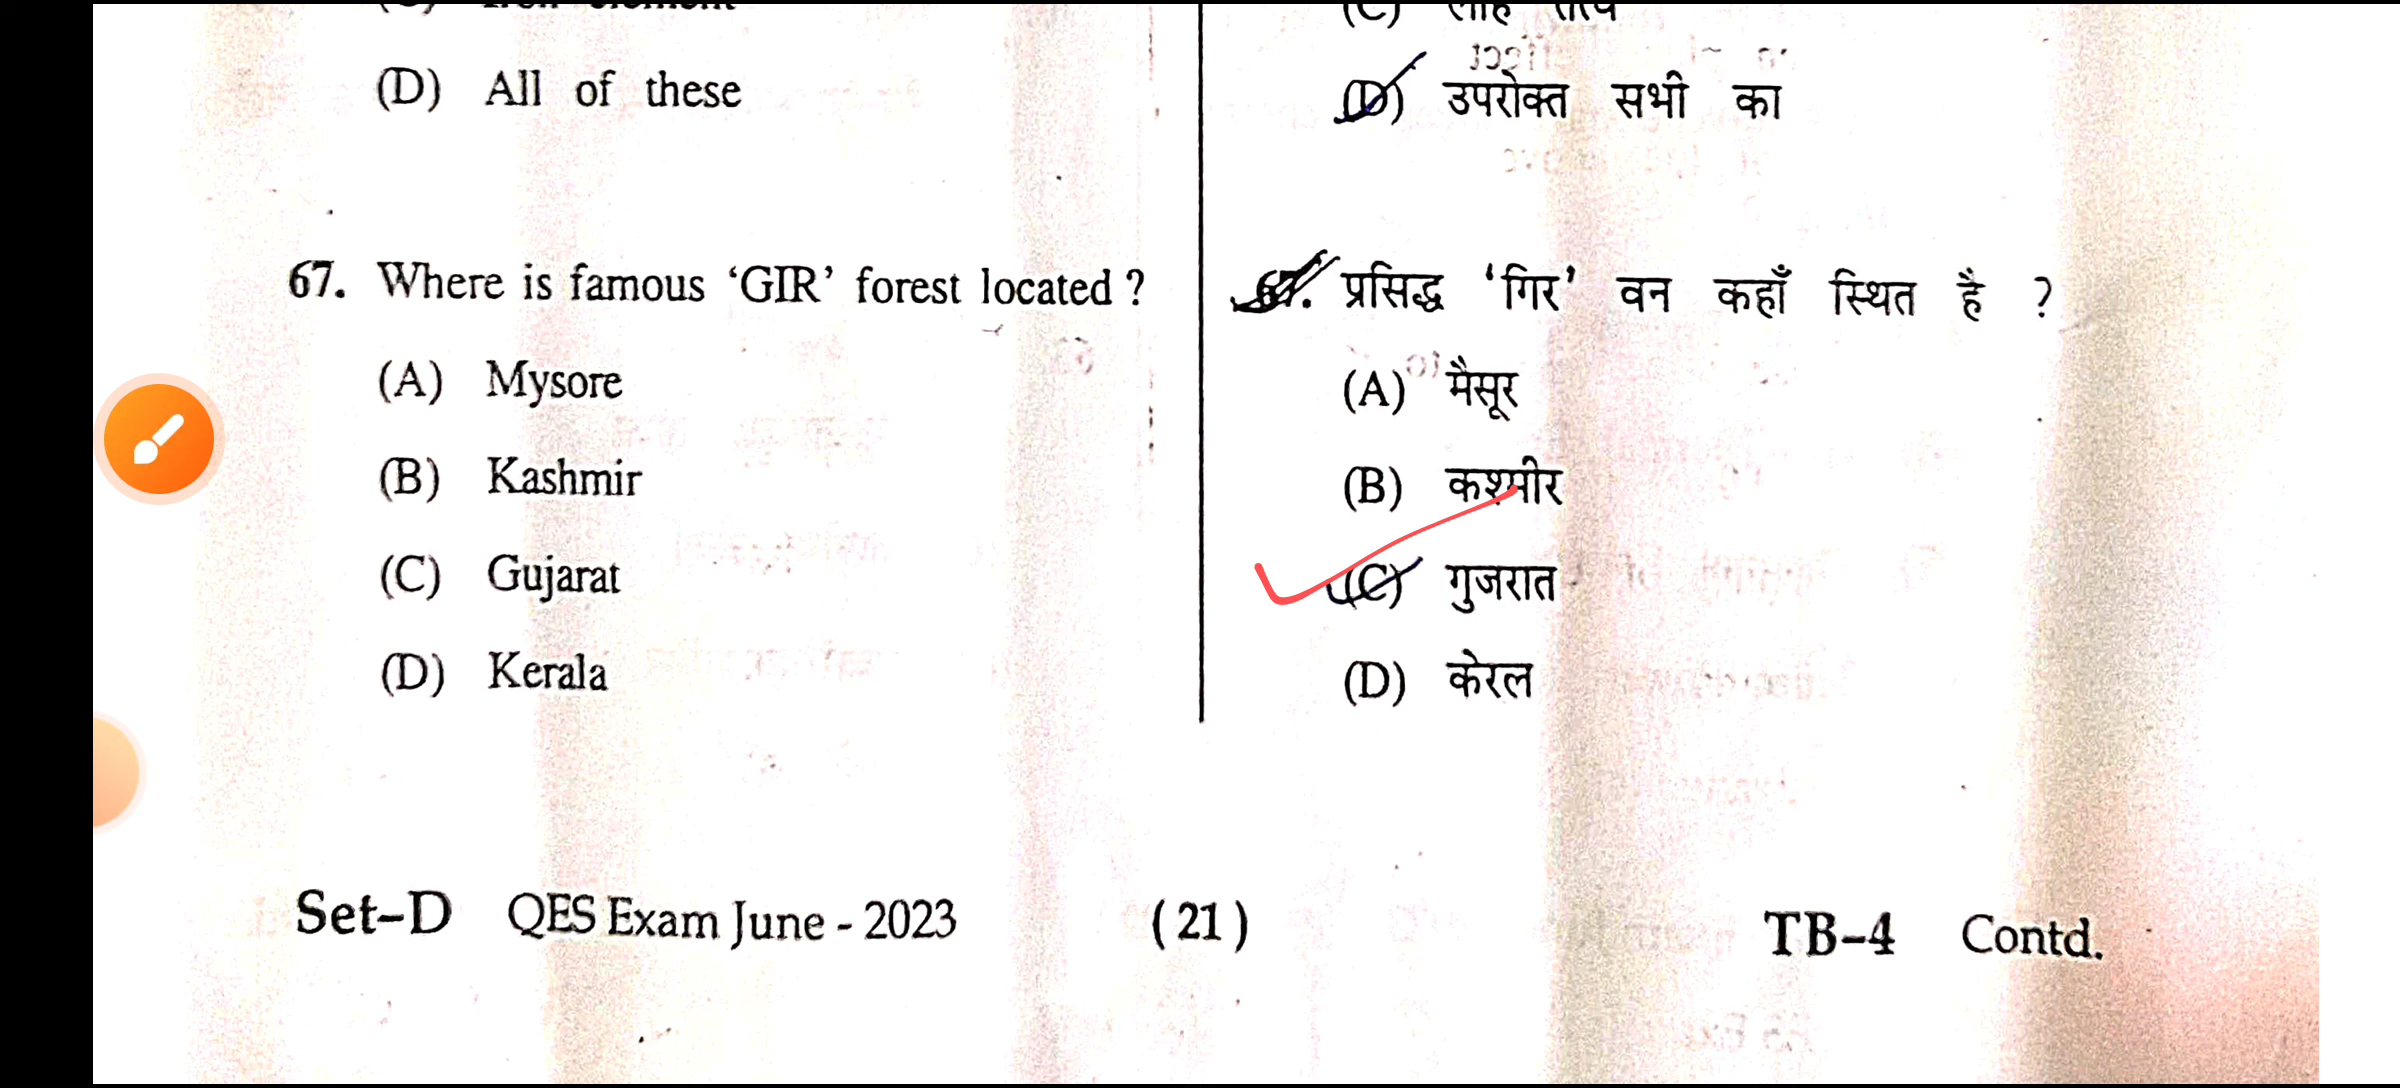 (D) All of these
67. Where is famous ‘GIR’ forest located ?
(A) Mysore
(B) Kashmir
(C) Gujarat
(D) Kerala
(D) उपरोक्त सभी का
प्रसिद्ध ‘गिर’ वन कहाँ स्थित है ?
(A) मैसूर
(B) कश्मीर
(C) गुजरात
(D) केरल
Set–D QES Exam June - 2023 (21) TB–4 Contd.